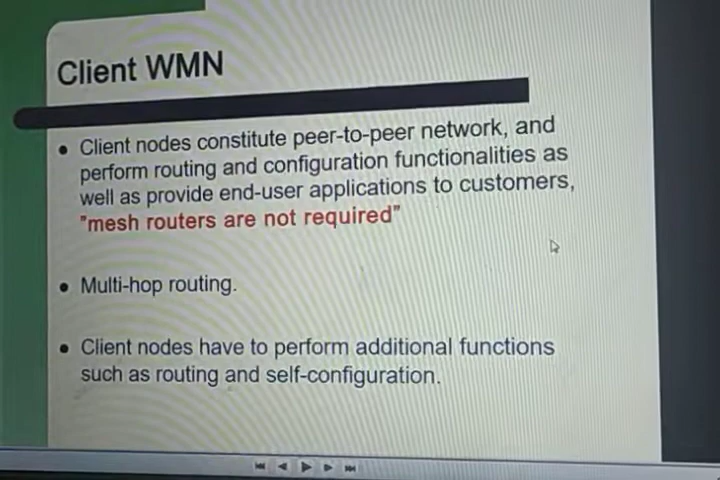 Client WMN
• Client nodes constitute peer-to-peer network, and
perform routing and configuration functionalities as
well as provide end-user applications to customers,
"mesh routers are not required"
• Multi-hop routing.
• Client nodes have to perform additional functions
such as routing and self-configuration.